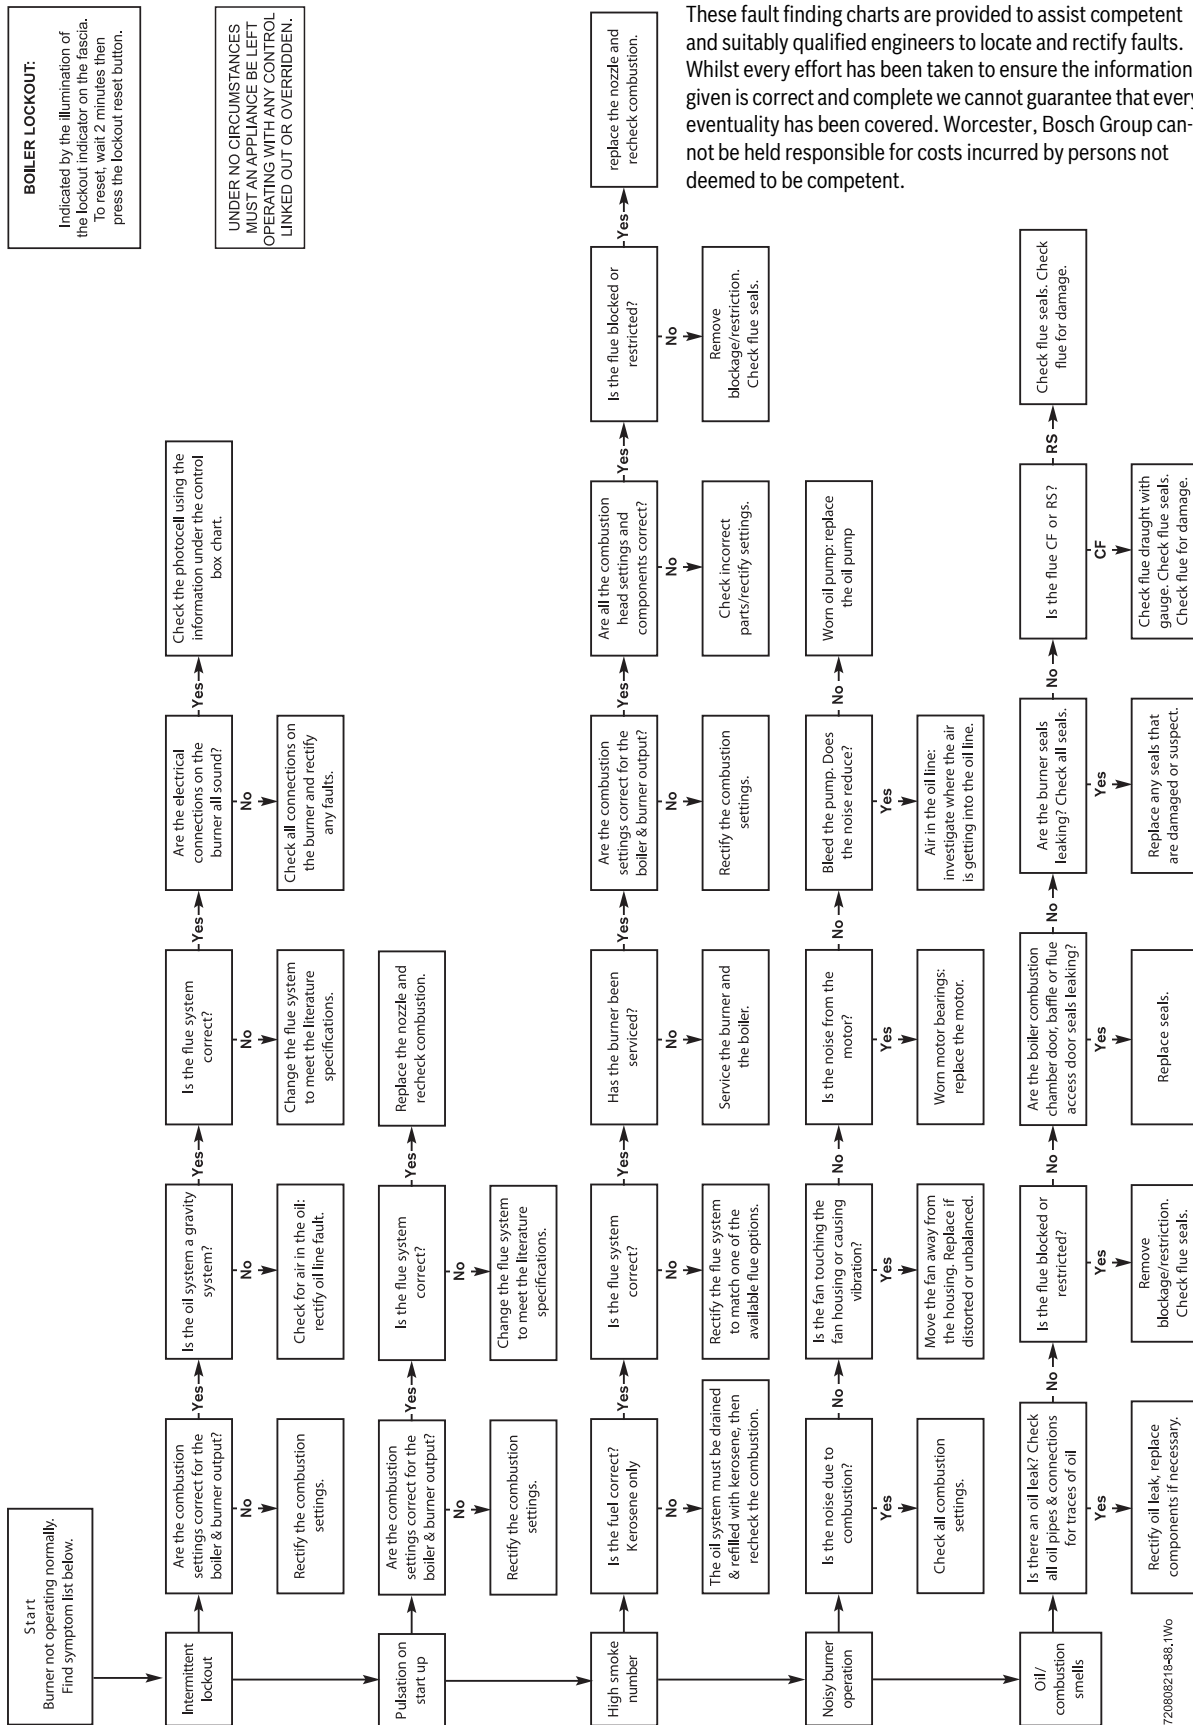 These fault finding charts are provided to assist competent
and suitably qualified engineers to locate and rectify faults.
Whilst every effort has been taken to ensure the information
given is correct and complete we cannot guarantee that every
eventuality has been covered. Worcester, Bosch Group can-
not be held responsible for costs incurred by persons not
deemed to be competent.
BOILER LOCKOUT:
Indicated by the illumination of
the lockout indicator on the fascia.
To reset, wait 2 minutes then
press the lockout reset button.
UNDER NO CIRCUMSTANCES
MUST AN APPLIANCE BE LEFT
OPERATING WITH ANY CONTROL
LINKED OUT OR OVERRIDDEN.
Start
Burner not operating normally.
Find symptom list below.
Intermittent
lockout
Are the combustion
settings correct for the
boiler & burner output?
No
Rectify the combustion
settings.
Yes
Is the oil system a gravity
system?
No
Check for air in the oil:
rectify oil line fault.
Yes
Is the flue system
correct?
No
Change the flue system
to meet the literature
specifications.
Yes
Are the electrical
connections on the
burner all sound?
No
Check all connections on
the burner and rectify
any faults.
Yes
Check the photocell using the
information under the control
box chart.
Pulsation on
start up
Are the combustion
settings correct for the
boiler & burner output?
No
Rectify the combustion
settings.
Yes
Is the flue system
correct?
No
Change the flue system
to meet the literature
specifications.
Yes
Replace the nozzle and
recheck combustion.
High smoke
number
Is the fuel correct?
Kerosene only
No
The oil system must be drained
& refilled with kerosene, then
recheck the combustion.
Yes
Is the flue system
correct?
No
Rectify the flue system
to match one of the
available flue options.
Yes
Has the burner been
serviced?
No
Service the burner and
the boiler.
Yes
Are the combustion
settings correct for the
boiler & burner output?
No
Rectify the combustion
settings.
Yes
Are all the combustion
head settings and
components correct?
No
Check incorrect
parts/rectify settings.
Yes
Is the flue blocked or
restricted?
No
Remove
blockage/restriction.
Check flue seals.
Yes
replace the nozzle and
recheck combustion.
Noisy burner
operation
Is the noise due to
combustion?
Yes
Check all combustion
settings.
No
Is the fan touching the
fan housing or causing
vibration?
Yes
Move the fan away from
the housing. Replace if
distorted or unbalanced.
No
Is the noise from the
motor?
Yes
Worn motor bearings:
replace the motor.
No
Bleed the pump. Does
the noise reduce?
Yes
Air in the oil line:
investigate where the air
is getting into the oil line.
No
Worn oil pump: replace
the oil pump
Oil/
combustion
smells
Is there an oil leak? Check
all oil pipes & connections
for traces of oil
Yes
Rectify oil leak, replace
components if necessary.
No
Is the flue blocked or
restricted?
Yes
Remove
blockage/restriction.
Check flue seals.
No
Are the boiler combustion
chamber door, baffle or flue
access door seals leaking?
Yes
Replace seals.
No
Are the burner seals
leaking? Check all seals.
Yes
Replace any seals that
are damaged or suspect.
No
Is the flue CF or RS?
CF
Check flue draught with
gauge. Check flue seals.
Check flue for damage.
RS
Check flue seals. Check
flue for damage.
720808218-88.1Wo